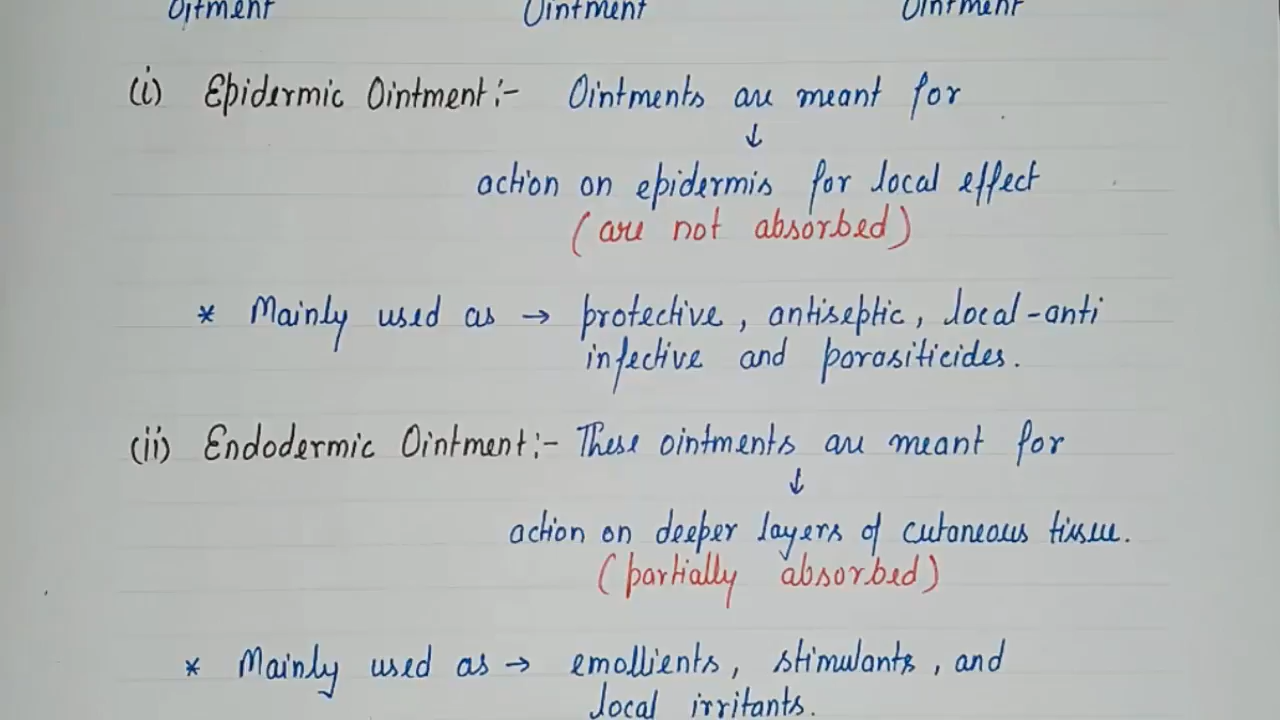 Oitment Ointment Ointment
(i) Epidermic Ointment :- Ointments are meant for
↓
action on epidermis for local effect
(are not absorbed)
* Mainly used as → protective, antiseptic, local-anti
infective and parasiticides.
(ii) Endodermic Ointment :- These ointments are meant for
↓
action on deeper layers of cutaneous tissue.
(partially absorbed)
* Mainly used as → emollients, stimulants, and
local irritants.